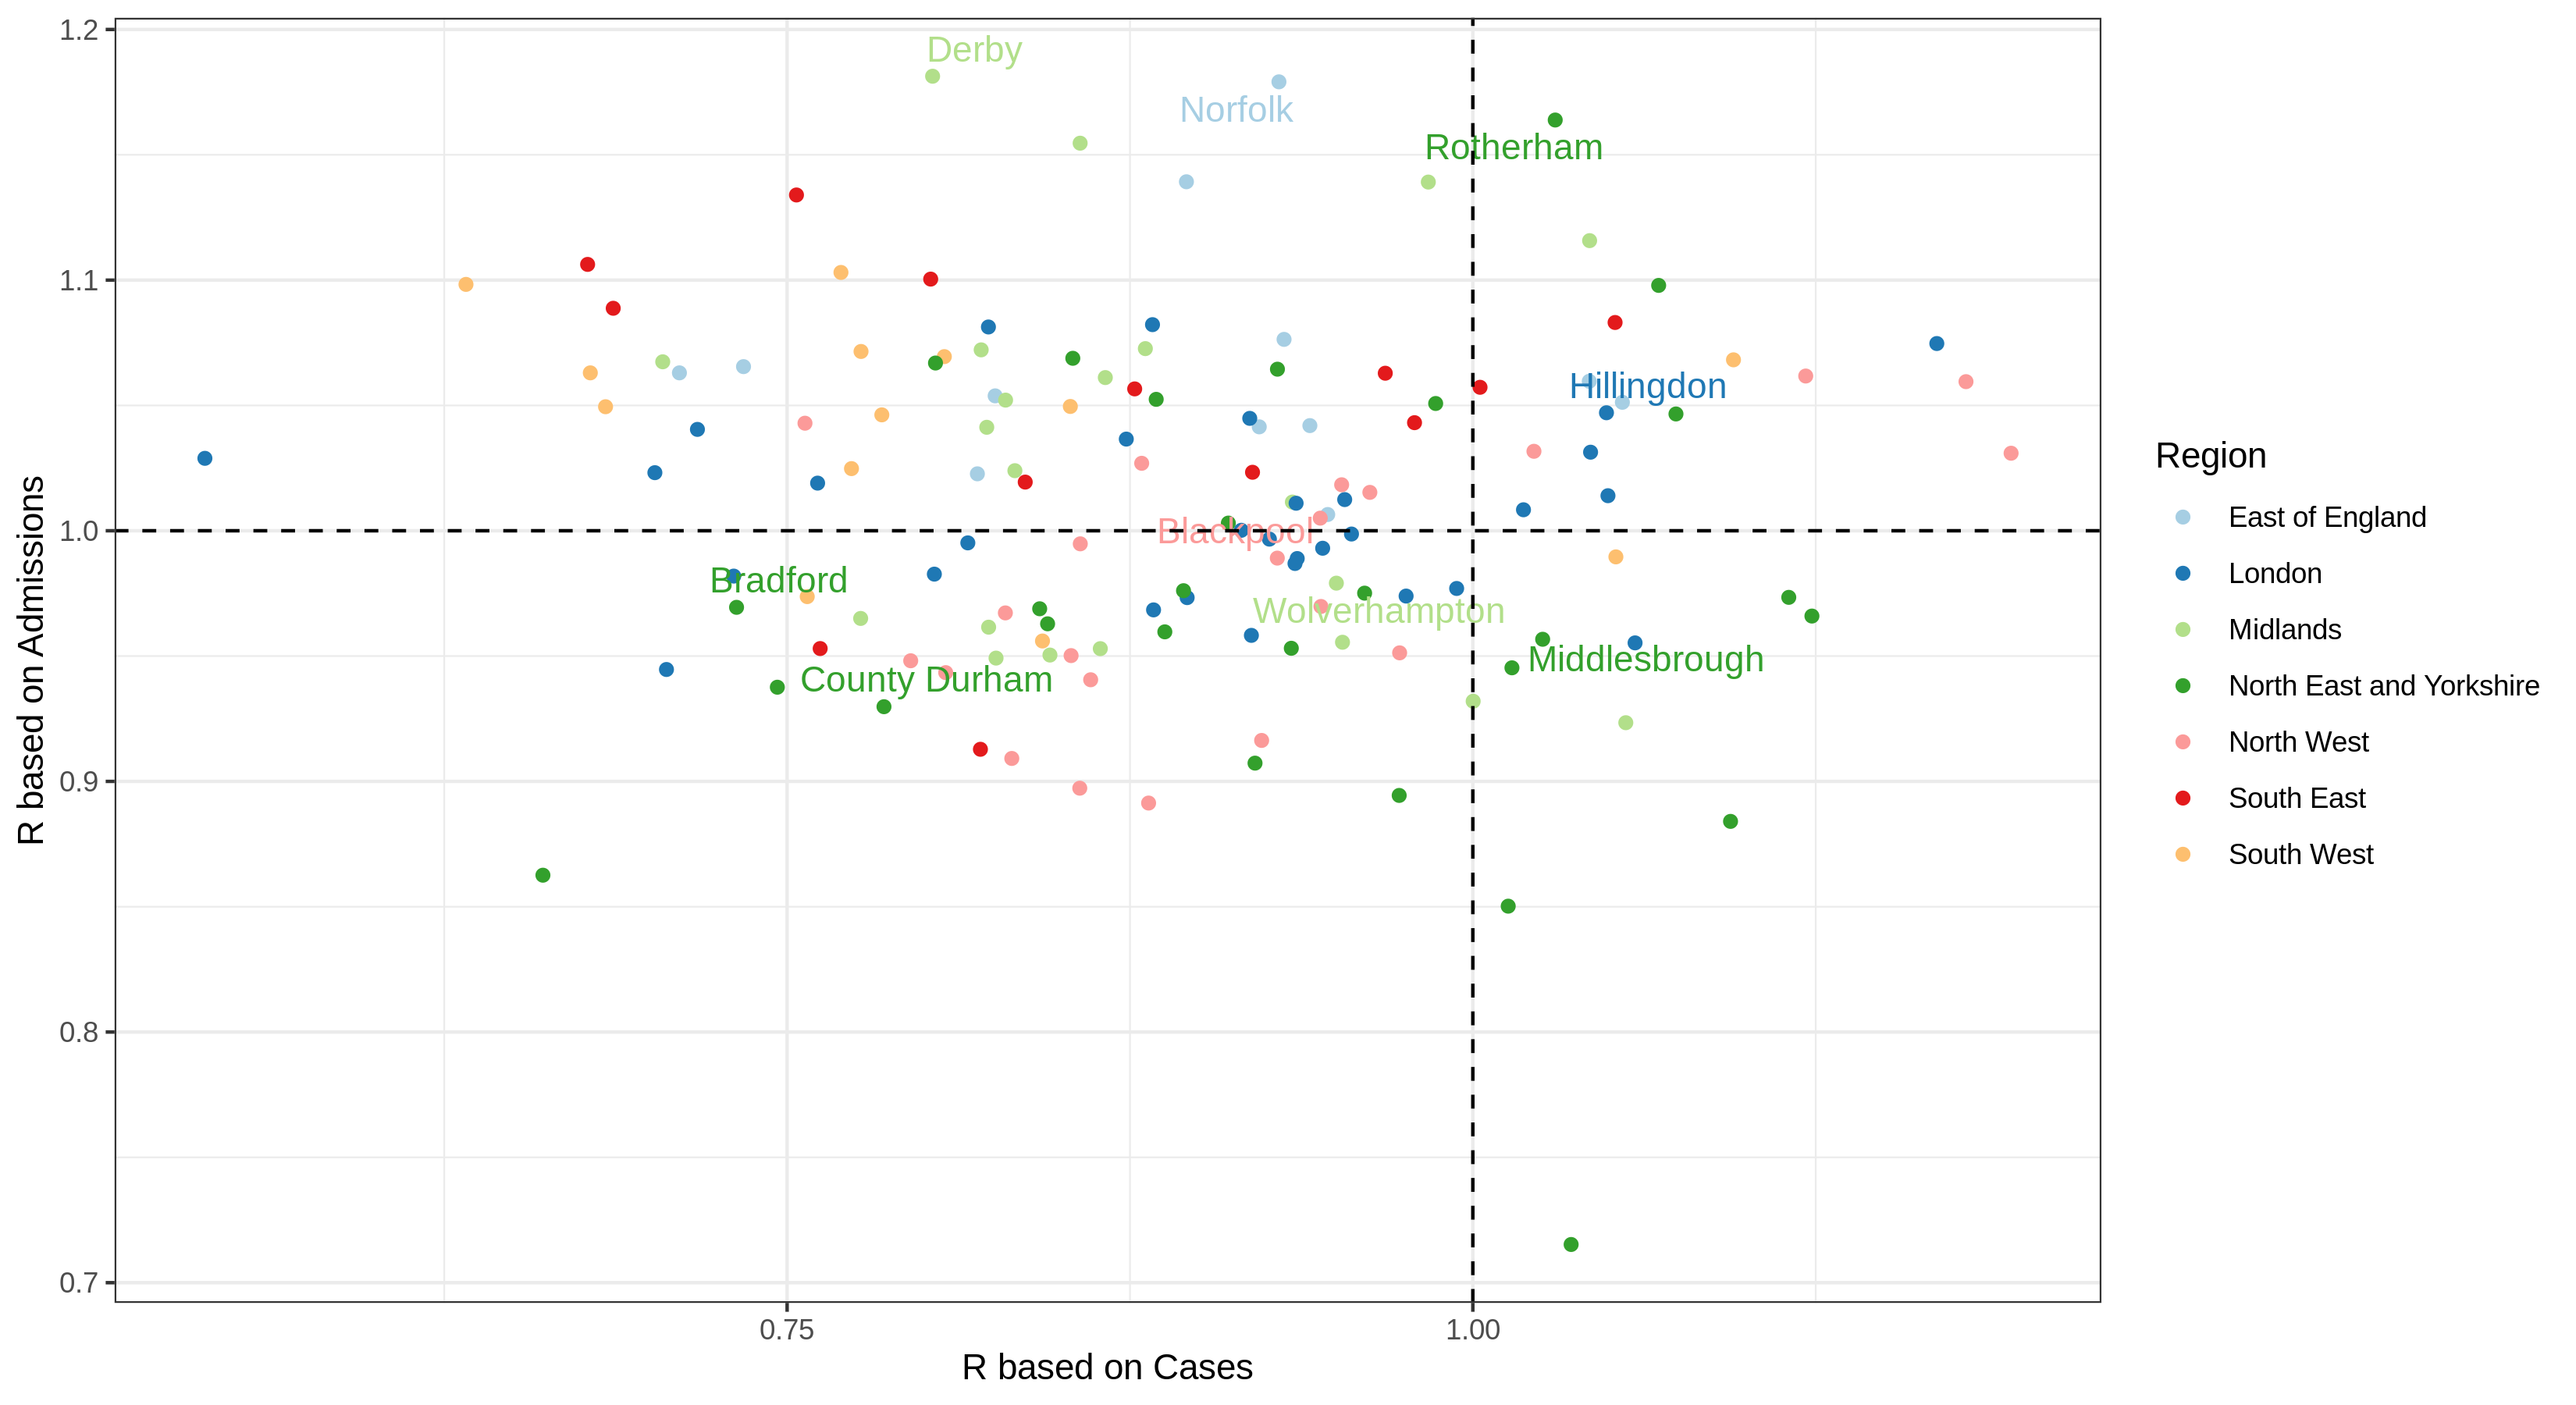 1.2
1.1
1.0
0.9
0.8
0.7
R based on Admissions
Derby
Norfolk
Rotherham
Hillingdon
Blackpool
Bradford
Wolverhampton
Middlesbrough
County Durham
0.75
1.00
R based on Cases
Region
East of England
London
Midlands
North East and Yorkshire
North West
South East
South West